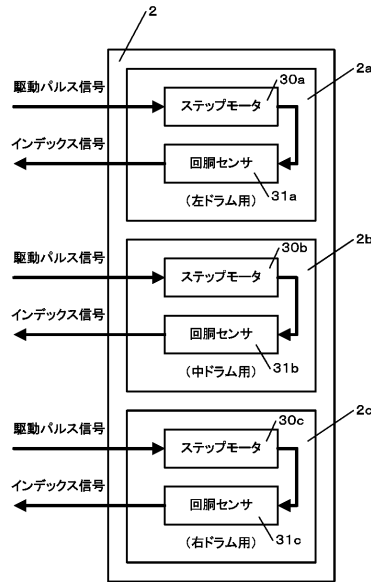 2
2a
駆動パルス信号
30a
ステップモータ
インデックス信号
回胴センサ
31a
(左ドラム用)
2b
駆動パルス信号
30b
ステップモータ
インデックス信号
回胴センサ
31b
(中ドラム用)
2c
駆動パルス信号
30c
ステップモータ
インデックス信号
回胴センサ
31c
(右ドラム用)